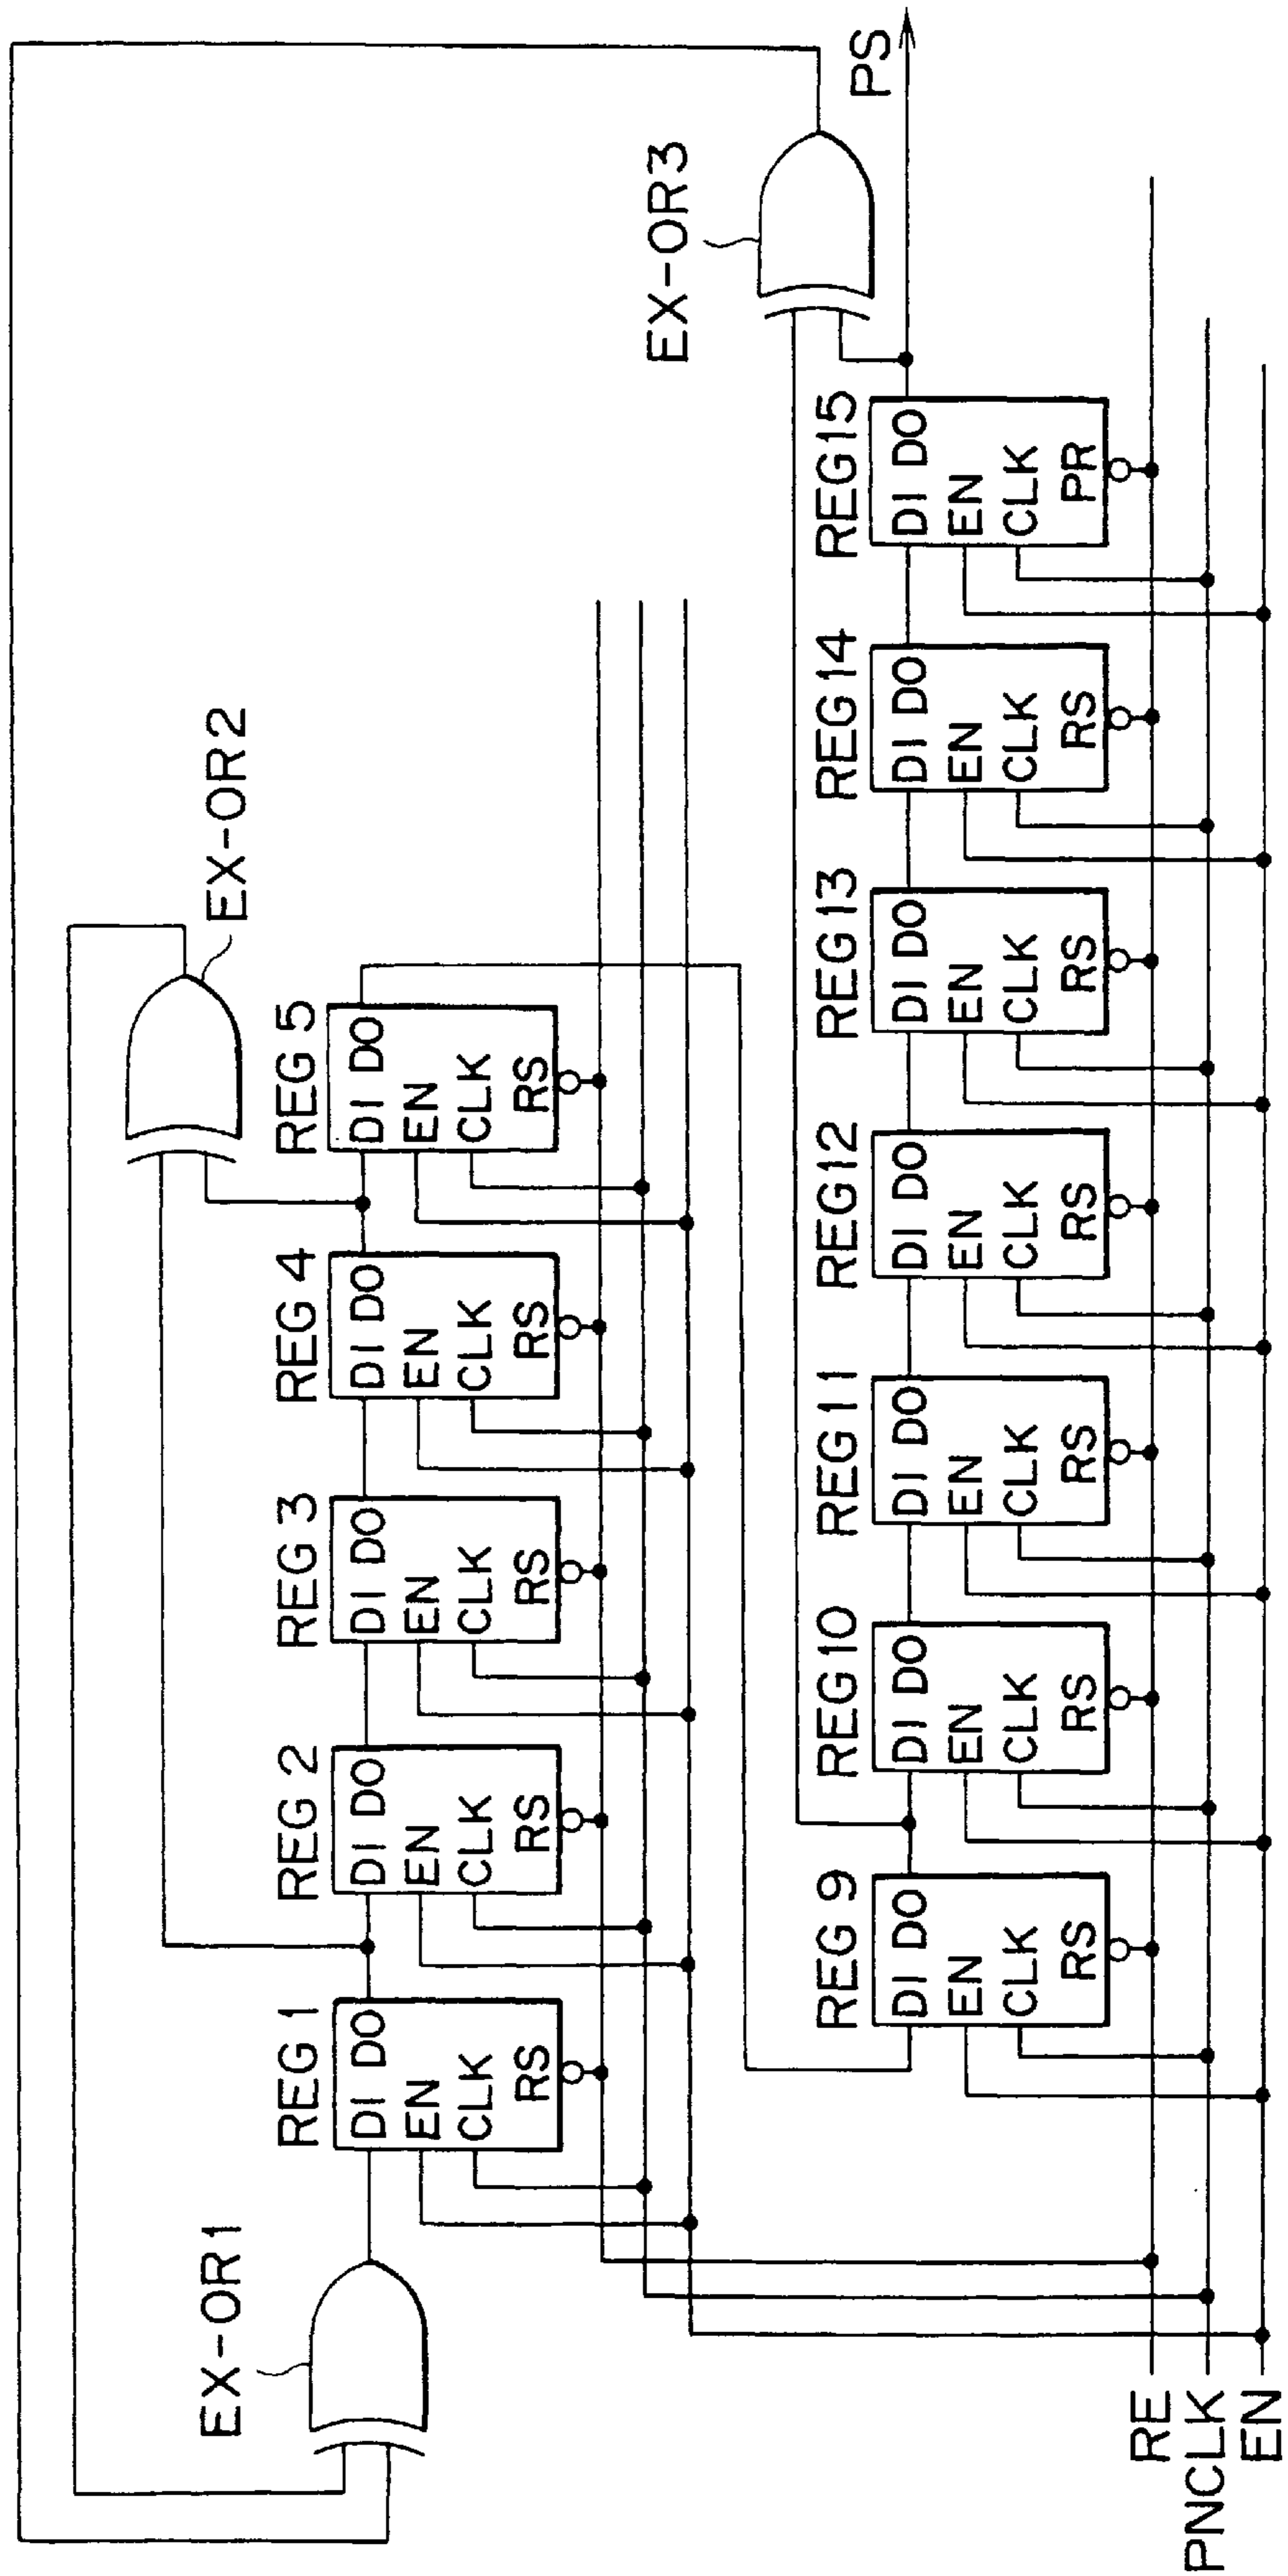 EX-OR1
EX-OR2
REG 1
DI DO
EN
CLK
RS
REG 2
DI DO
EN
CLK
RS
REG 3
DI DO
EN
CLK
RS
REG 4
DI DO
EN
CLK
RS
REG 5
DI DO
EN
CLK
RS
EX-OR3
PS
REG 9
DI DO
EN
CLK
RS
REG10
DI DO
EN
CLK
RS
REG11
DI DO
EN
CLK
RS
REG12
DI DO
EN
CLK
RS
REG13
DI DO
EN
CLK
RS
REG14
DI DO
EN
CLK
RS
REG15
DI DO
EN
CLK
PR
RE
PNCLK
EN